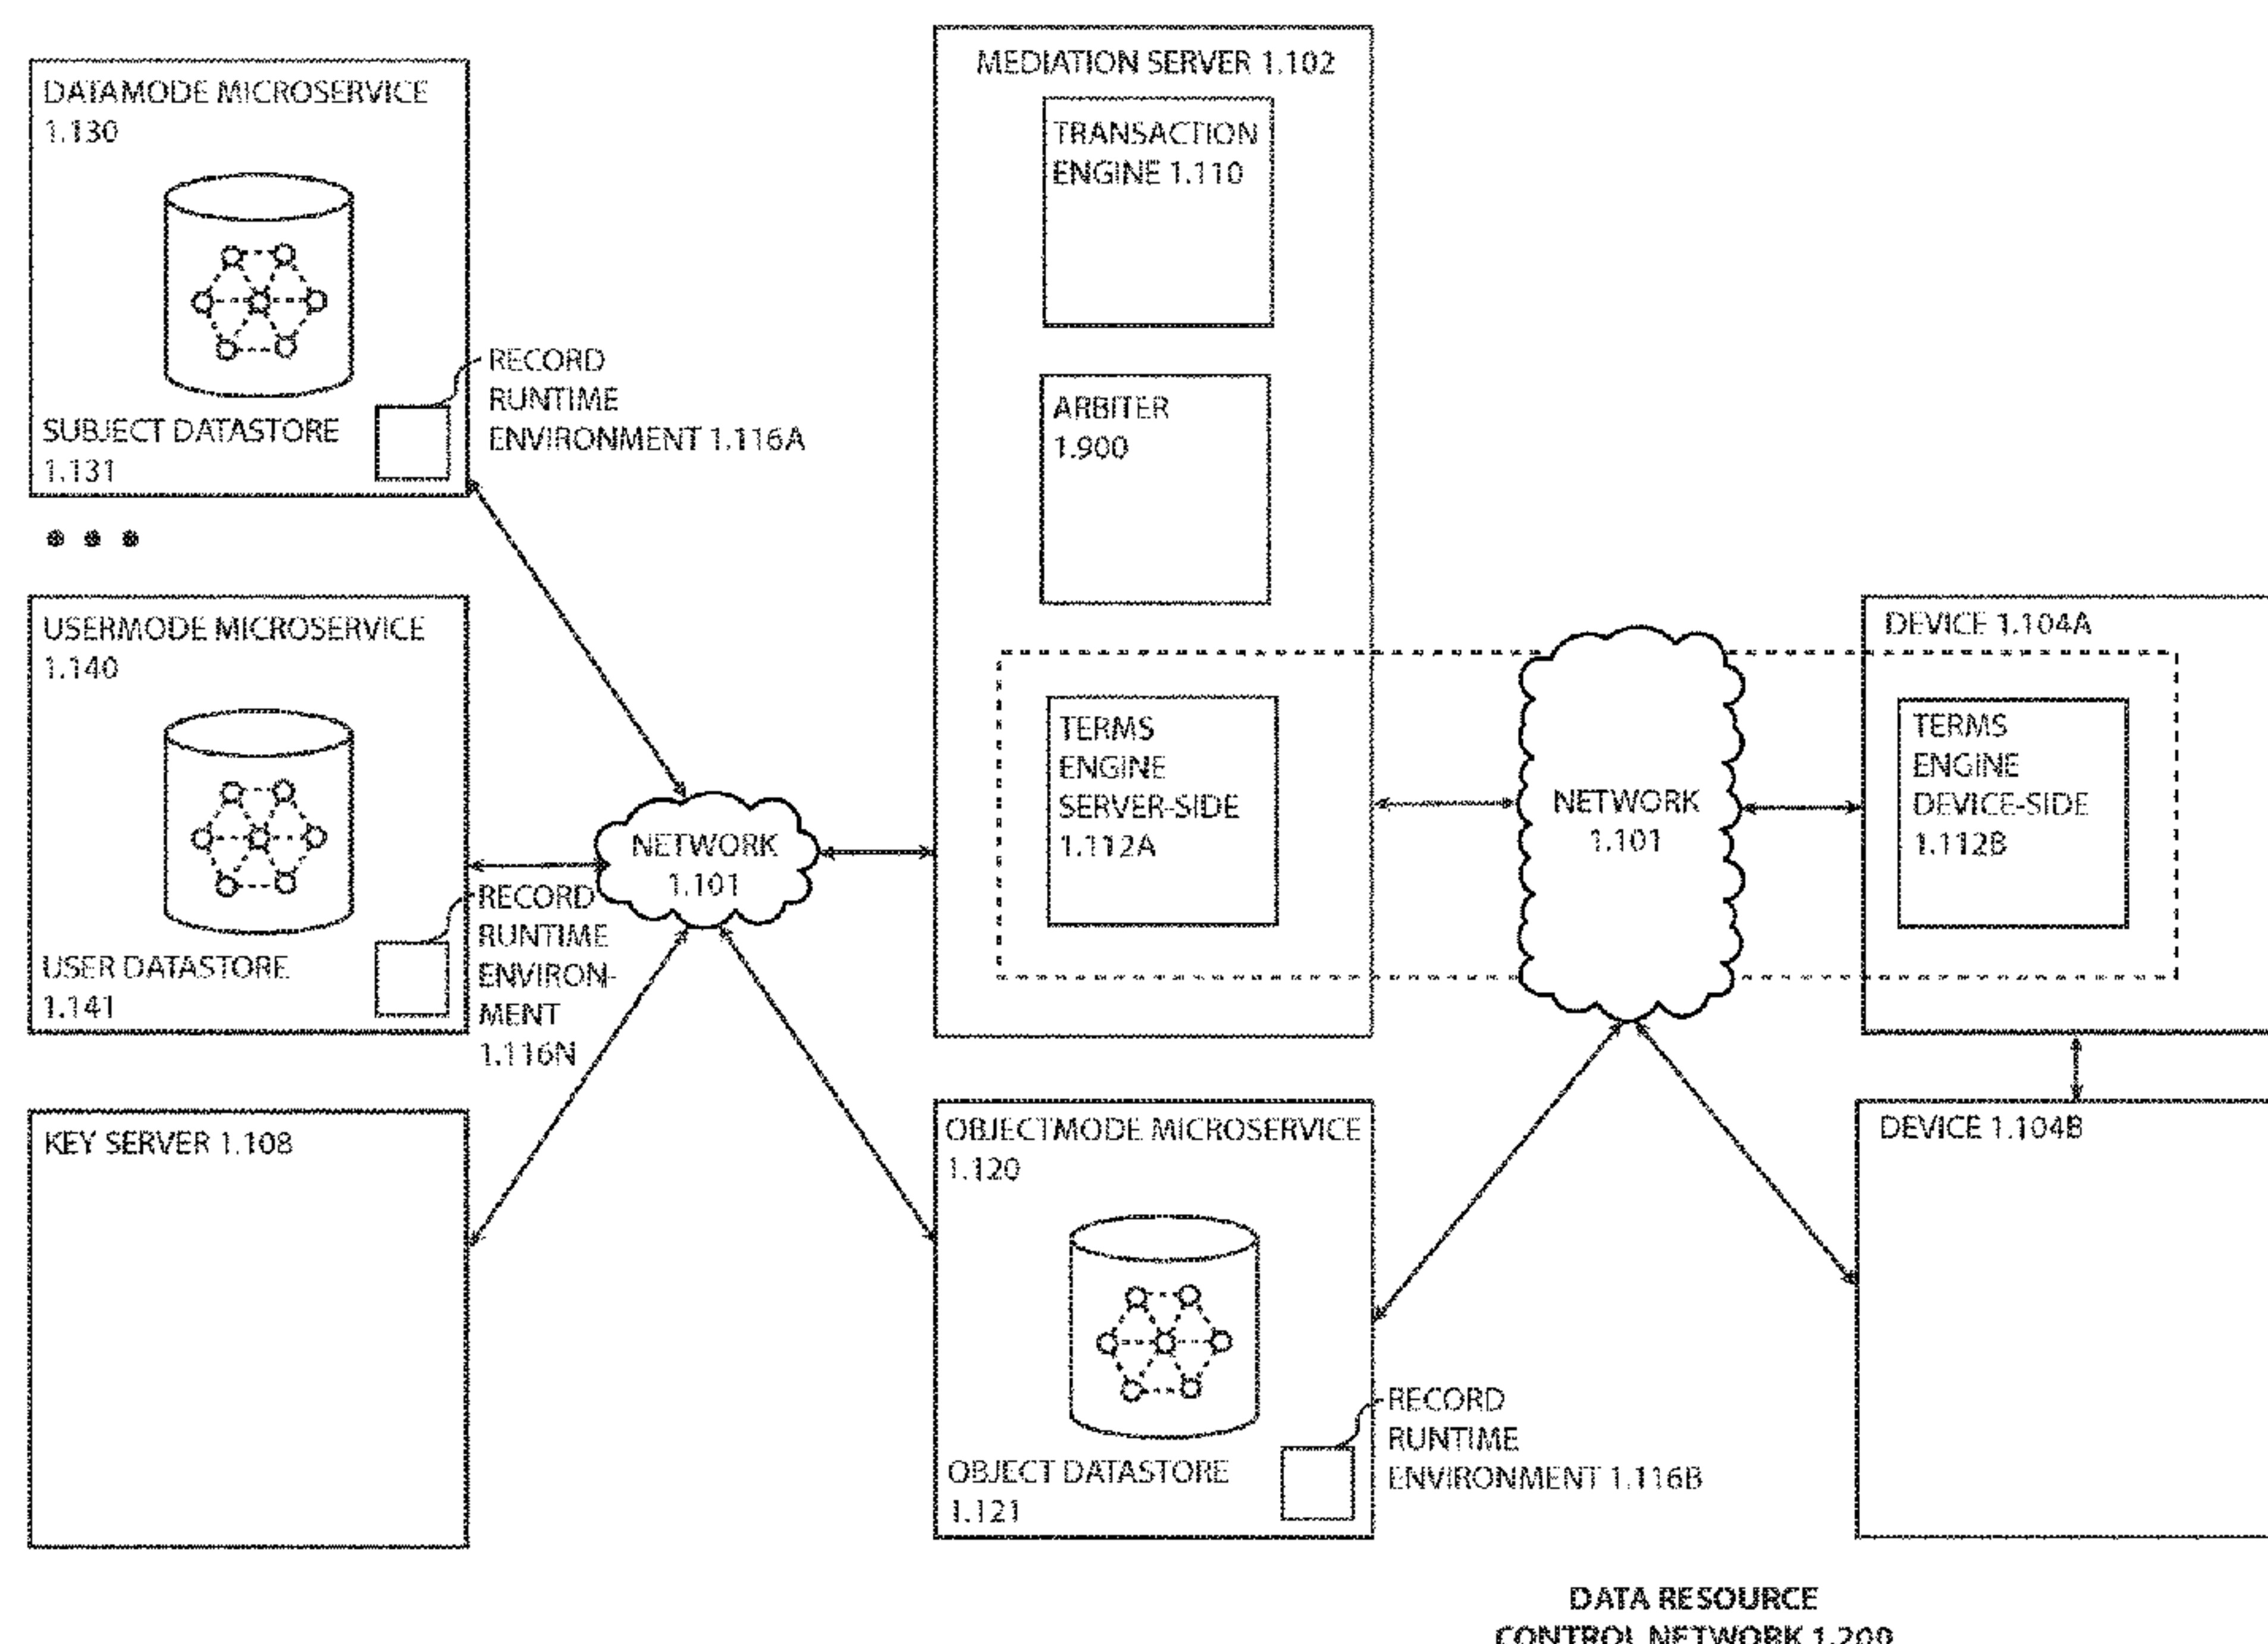 DATAMODE MICROSERVICE
1.130
SUBJECT DATASTORE
1.131
RECORD
RUNTIME
ENVIRONMENT 1.116A
USERMODE MICROSERVICE
1.140
USER DATASTORE
1.141
RECORD
RUNTIME
ENVIRON-
MENT
1.116N
KEY SERVER 1.108
NETWORK
1.101
MEDIATION SERVER 1.102
TRANSACTION
ENGINE 1.110
ARBITER
1.900
TERMS
ENGINE
SERVER-SIDE
1.112A
OBJECTMODE MICROSERVICE
1.120
OBJECT DATASTORE
1.121
RECORD
RUNTIME
ENVIRONMENT 1.116B
NETWORK
1.101
DEVICE 1.104A
TERMS
ENGINE
DEVICE-SIDE
1.112B
DEVICE 1.104B
DATA RESOURCE
CONTROL NETWORK 1.200